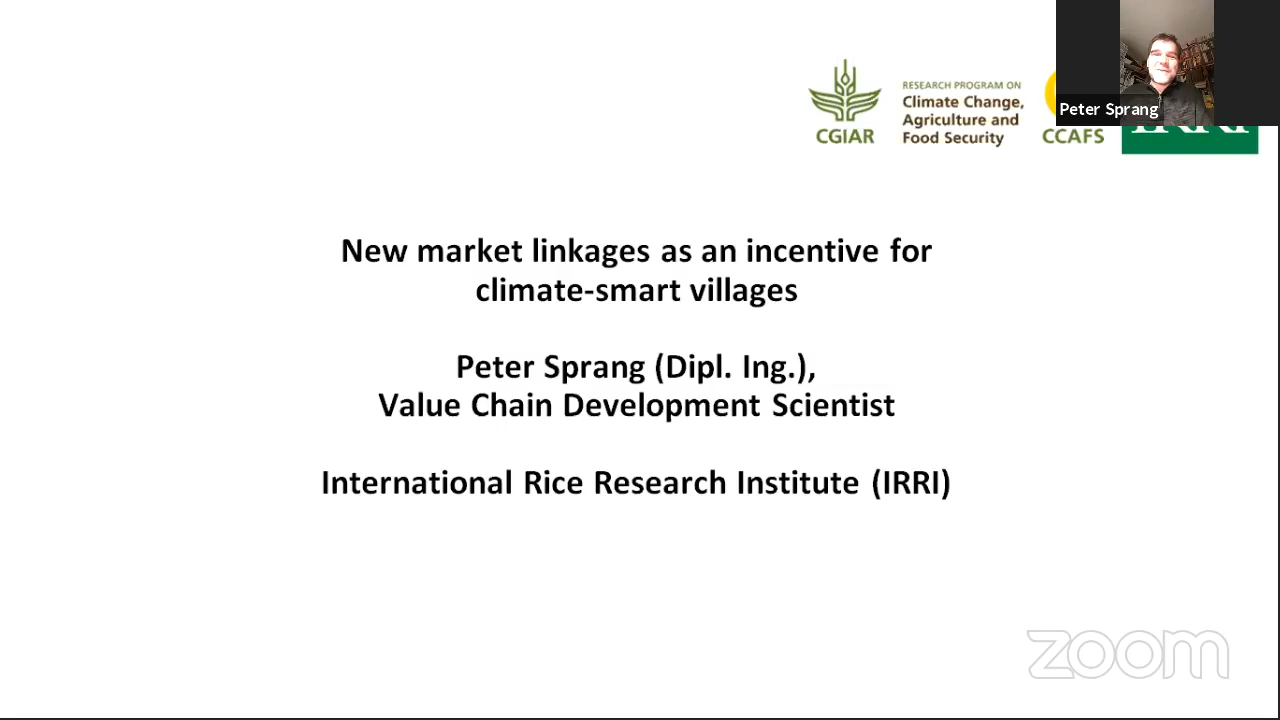 RESEARCH PROGRAM ON
Climate Change,
Agriculture and
Food Security
CGIAR
CCAFS
IRRI
Peter Sprang
New market linkages as an incentive for
climate-smart villages
Peter Sprang (Dipl. Ing.),
Value Chain Development Scientist
International Rice Research Institute (IRRI)
zoom